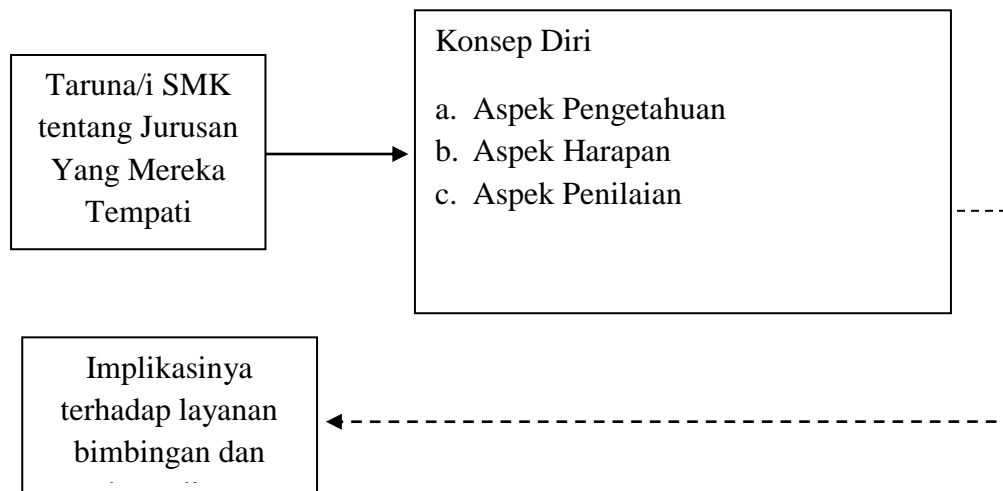 Taruna/i SMK
tentang Jurusan
Yang Mereka
Tempati
Konsep Diri
a. Aspek Pengetahuan
b. Aspek Harapan
c. Aspek Penilaian
Implikasinya
terhadap layanan
bimbingan dan